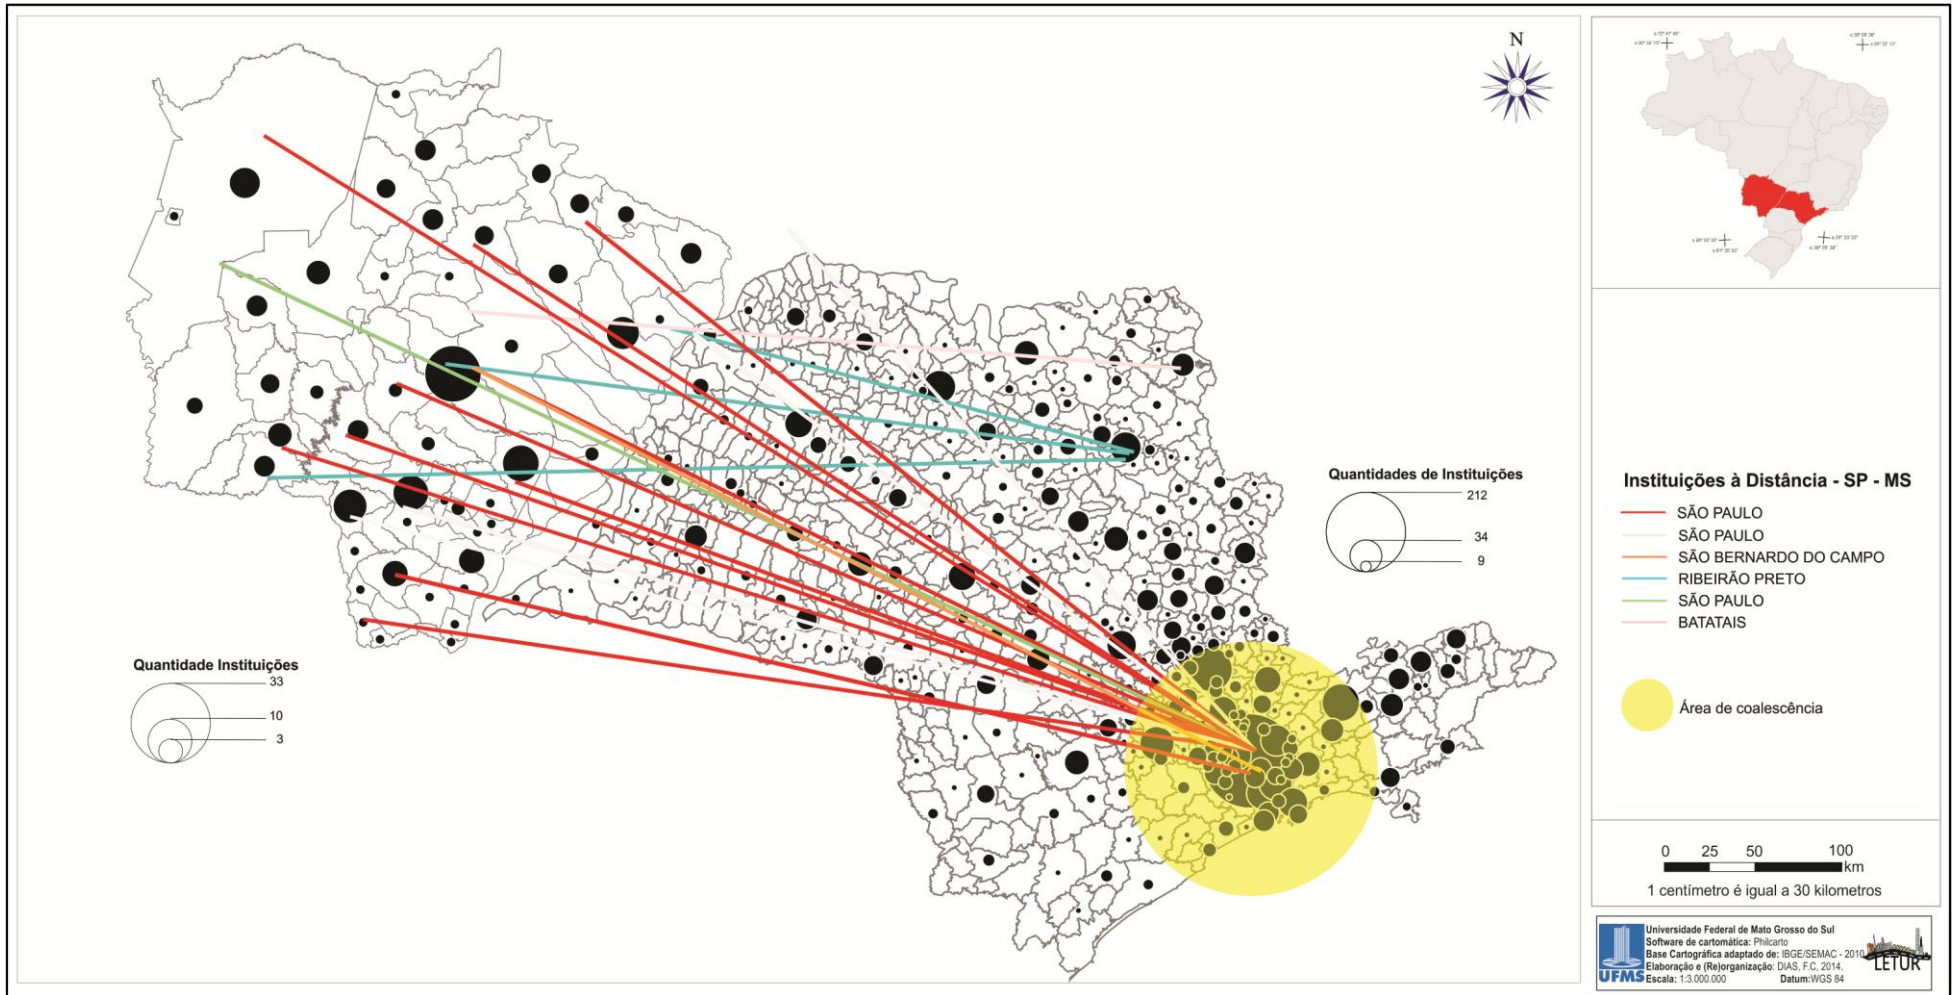 N
Quantidades de Instituições
212
34
9
Quantidade Instituições
33
10
3
Instituições à Distância - SP - MS
SÃO PAULO
SÃO PAULO
SÃO BERNARDO DO CAMPO
RIBEIRÃO PRETO
SÃO PAULO
BATATAIS
Área de coalescência
0 25 50 100
km
1 centímetro é igual a 30 kilometros
UFMS
Universidade Federal de Mato Grosso do Sul
Software de cartomática: Philcarto
Base Cartográfica adaptado de: IBGE/SEMAC - 2010
Elaboração e (Re)organização: DIAS, F.C, 2014.
Escala: 1:3.000.000 Datum:WGS 84
LETUR